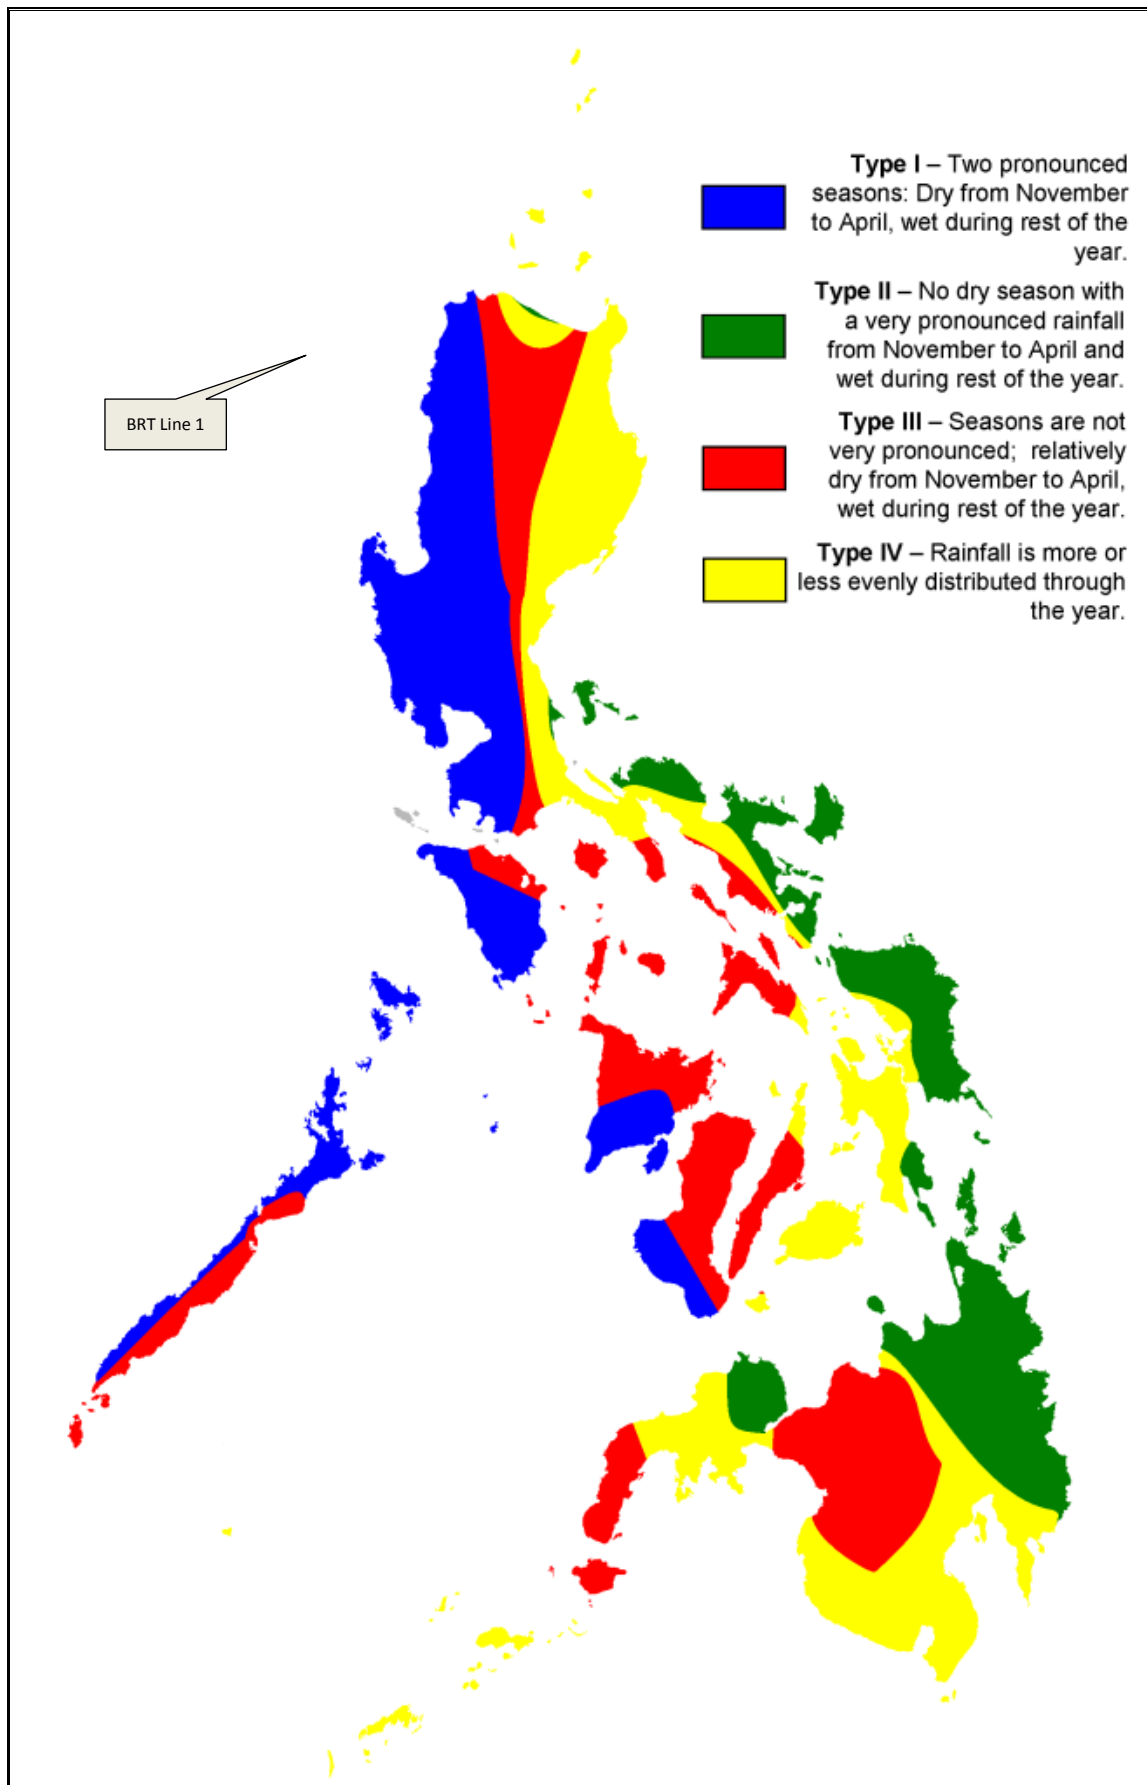 Type I – Two pronounced
seasons: Dry from November
to April, wet during rest of the
year.
Type II – No dry season with
a very pronounced rainfall
from November to April and
wet during rest of the year.
BRT Line 1
Type III – Seasons are not
very pronounced; relatively
dry from November to April,
wet during rest of the year.
Type IV – Rainfall is more or
less evenly distributed through
the year.